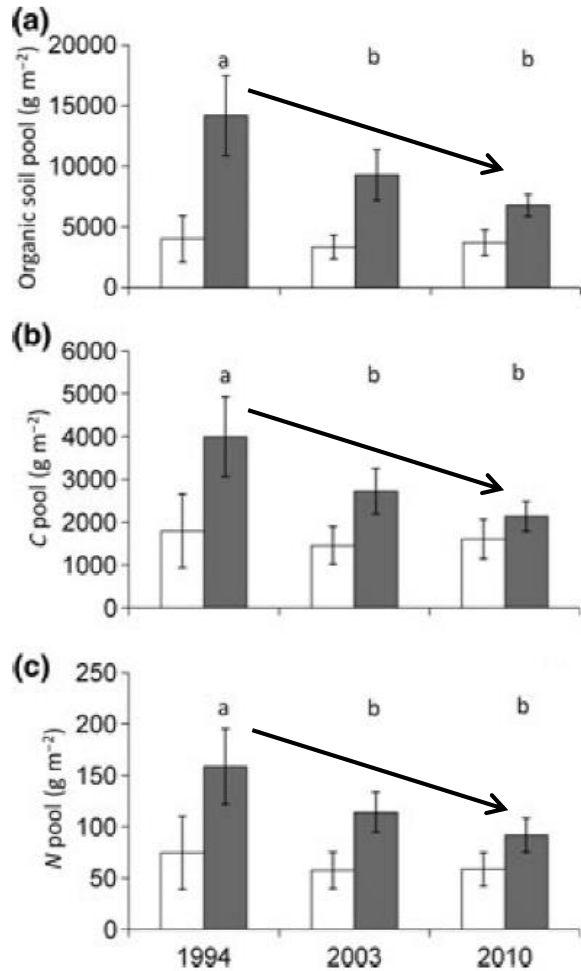 (a)
Organic soil pool (g m⁻²)
20000
15000
10000
5000
0
a b b
(b)
C pool (g m⁻²)
6000
5000
4000
3000
2000
1000
0
a b b
(c)
N pool (g m⁻²)
250
200
150
100
50
0
a b b
1994 2003 2010